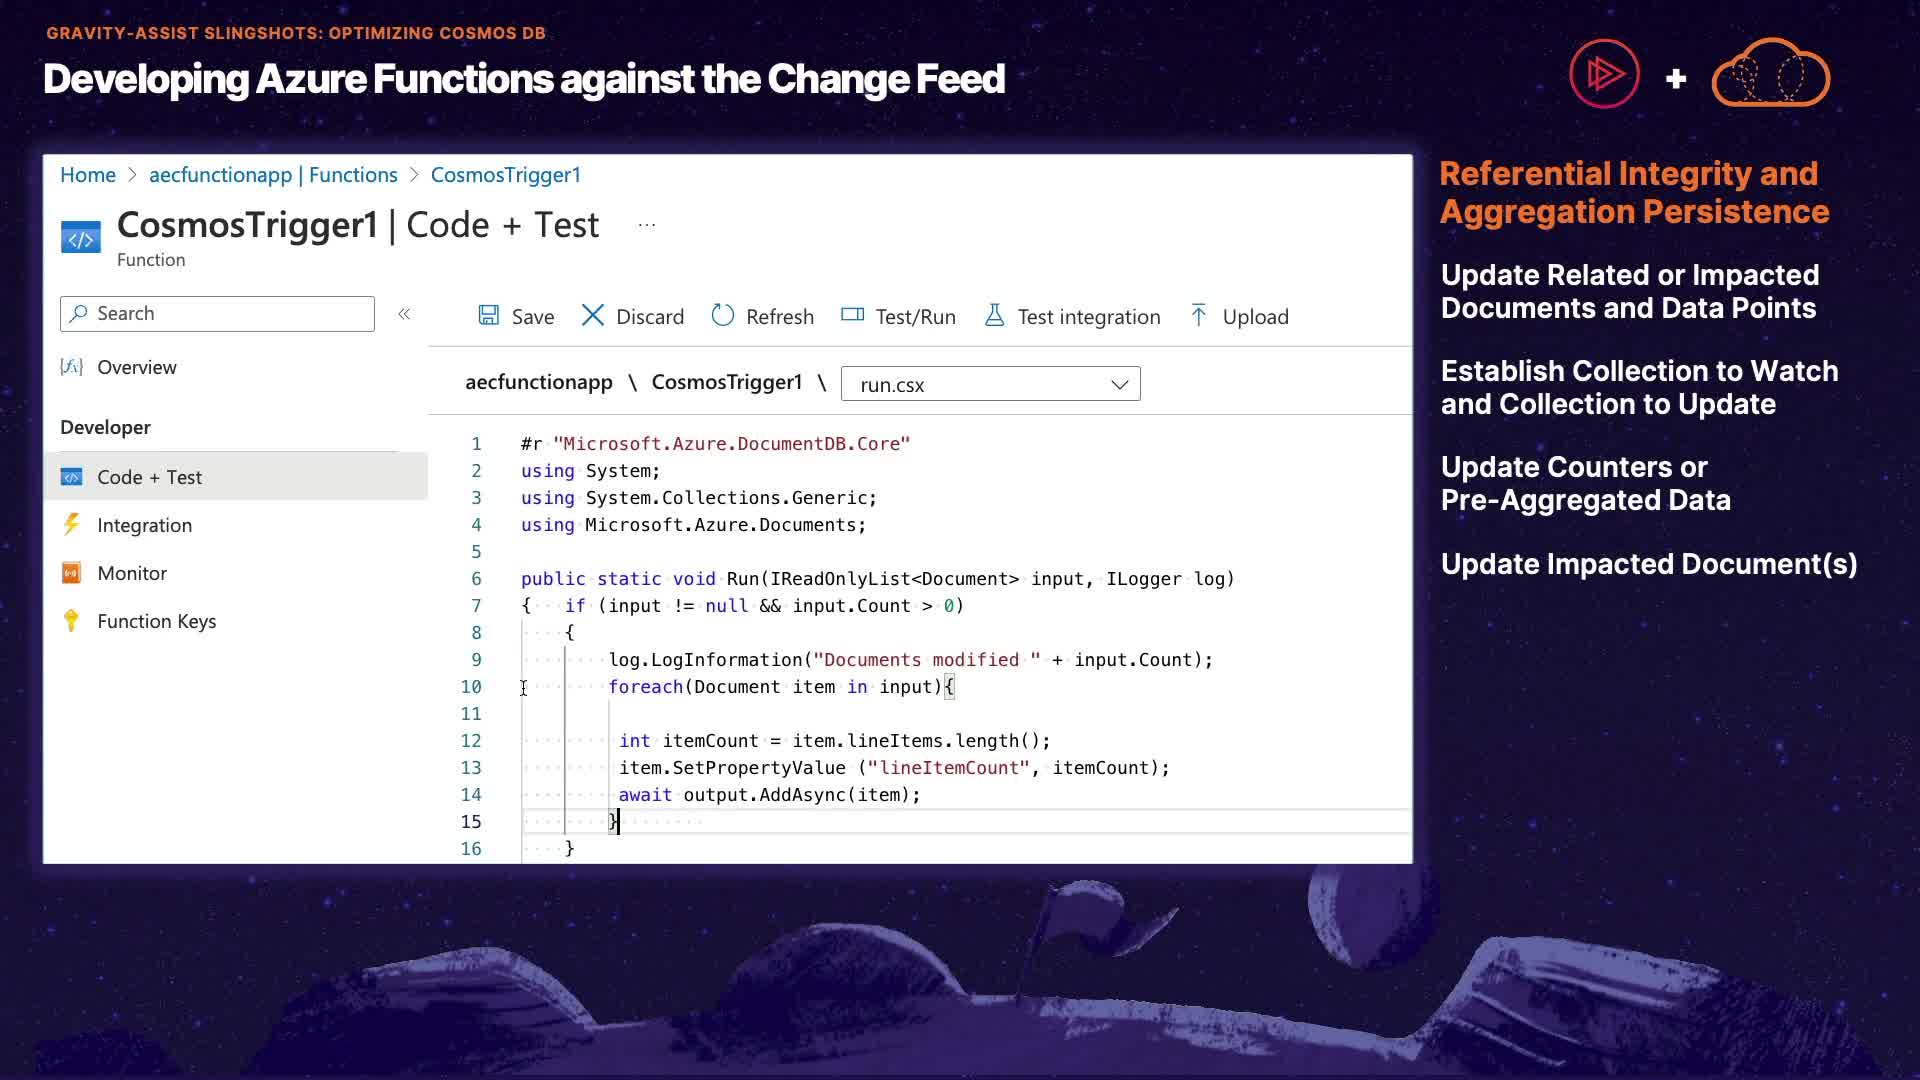 GRAVITY-ASSIST SLINGSHOTS: OPTIMIZING COSMOS DB
Developing Azure Functions against the Change Feed
+
Home > aecfunctionapp | Functions > CosmosTrigger1
CosmosTrigger1 | Code + Test ...
Function
Search «
Overview
Developer
Code + Test
Integration
Monitor
Function Keys
Save Discard Refresh Test/Run Test integration Upload
aecfunctionapp \ CosmosTrigger1 \ run.csx
1 #r "Microsoft.Azure.DocumentDB.Core"
2 using System;
3 using System.Collections.Generic;
4 using Microsoft.Azure.Documents;
5
6 public static void Run(IReadOnlyList<Document> input, ILogger log)
7 { if (input != null && input.Count > 0)
8 {
9 log.LogInformation("Documents modified " + input.Count);
10 foreach(Document item in input){
11
12 int itemCount = item.lineItems.length();
13 item.SetPropertyValue ("lineItemCount", itemCount);
14 await output.AddAsync(item);
15 }
16 }
Referential Integrity and
Aggregation Persistence
Update Related or Impacted
Documents and Data Points
Establish Collection to Watch
and Collection to Update
Update Counters or
Pre-Aggregated Data
Update Impacted Document(s)